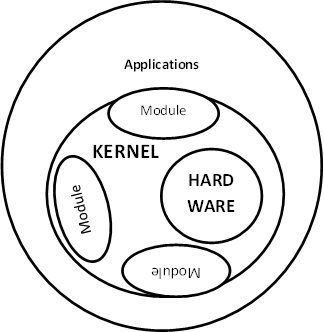 Applications
Module
KERNEL
HARD
WARE
Module
Module